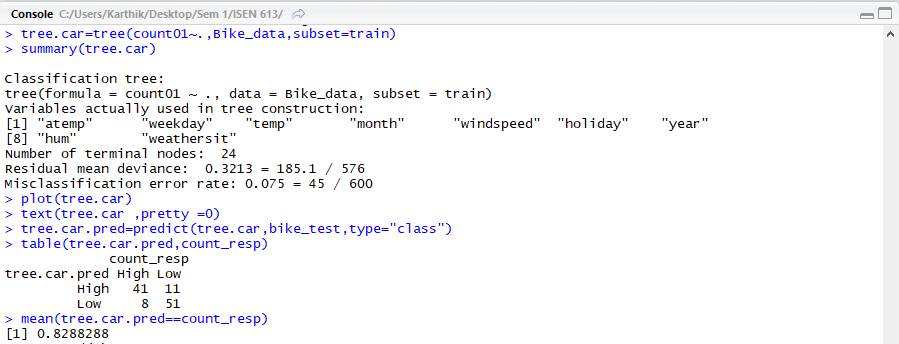 Console C:/Users/Karthik/Desktop/Sem 1/ISEN 613/
> tree.car=tree(count01~.,Bike_data,subset=train)
> summary(tree.car)
Classification tree:
tree(formula = count01 ~ ., data = Bike_data, subset = train)
Variables actually used in tree construction:
[1] "atemp" "weekday" "temp" "month" "windspeed" "holiday" "year"
[8] "hum" "weathersit"
Number of terminal nodes: 24
Residual mean deviance: 0.3213 = 185.1 / 576
Misclassification error rate: 0.075 = 45 / 600
> plot(tree.car)
> text(tree.car ,pretty =0)
> tree.car.pred=predict(tree.car,bike_test,type="class")
> table(tree.car.pred,count_resp)
count_resp
tree.car.pred High Low
High 41 11
Low 8 51
> mean(tree.car.pred==count_resp)
[1] 0.8288288